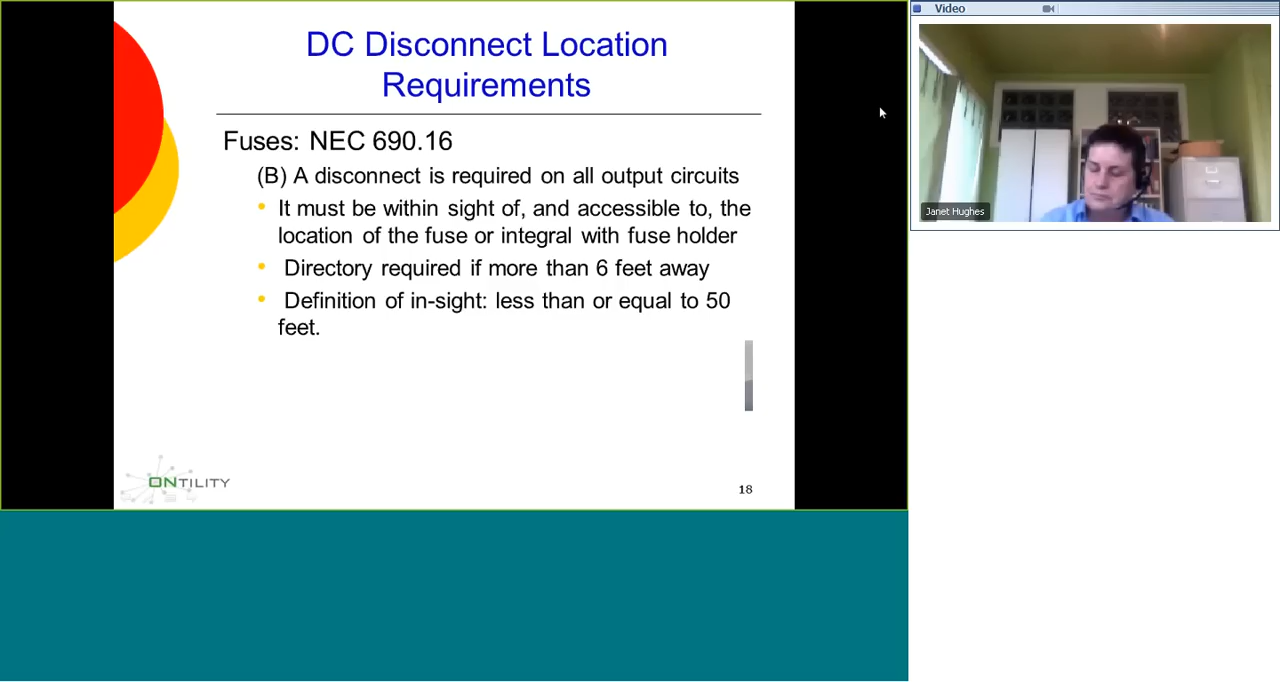 DC Disconnect Location
Requirements
Fuses: NEC 690.16
(B) A disconnect is required on all output circuits
• It must be within sight of, and accessible to, the
location of the fuse or integral with fuse holder
• Directory required if more than 6 feet away
• Definition of in-sight: less than or equal to 50
feet.
ONTILITY
18
Video
Janet Hughes